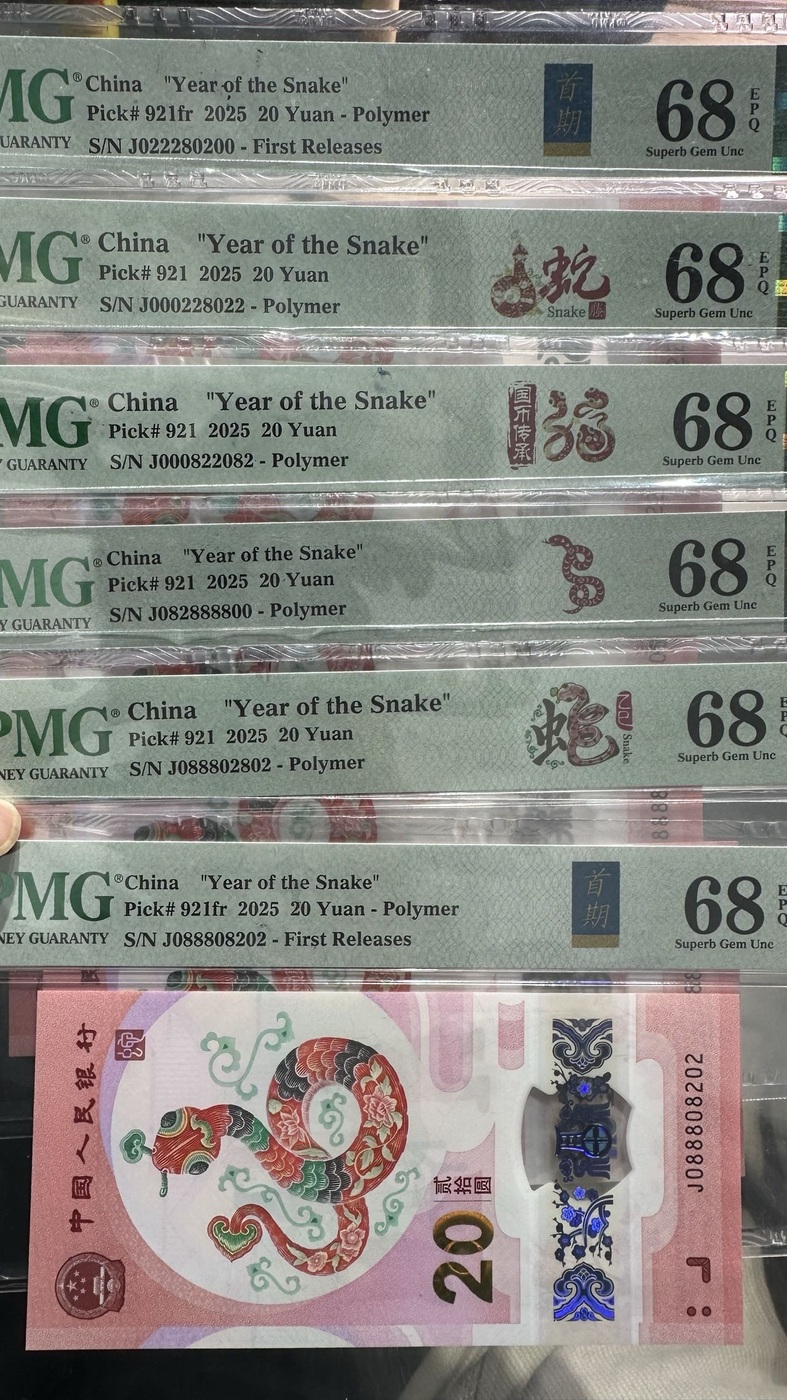 MG® China "Year of the Snake"
Pick# 921fr 2025 20 Yuan - Polymer
UARANTY S/N J022280200 - First Releases
首期
68 EPQ
Superb Gem Unc
MG® China "Year of the Snake"
Pick# 921 2025 20 Yuan
GUARANTY S/N J000228022 - Polymer
蛇
Snake
68 EPQ
Superb Gem Unc
MG® China "Year of the Snake"
Pick# 921 2025 20 Yuan
Y GUARANTY S/N J000822082 - Polymer
国币传承
福
68 EPQ
Superb Gem Unc
MG® China "Year of the Snake"
Pick# 921 2025 20 Yuan
Y GUARANTY S/N J082888800 - Polymer
68 EPQ
Superb Gem Unc
PMG® China "Year of the Snake"
Pick# 921 2025 20 Yuan
NEY GUARANTY S/N J088802802 - Polymer
蛇
乙巳
Snake
68
Superb Gem Unc
PMG® China "Year of the Snake"
Pick# 921fr 2025 20 Yuan - Polymer
NEY GUARANTY S/N J088808202 - First Releases
首期
68 EPQ
Superb Gem Unc
中国人民银行
贰拾圆
20
J088808202